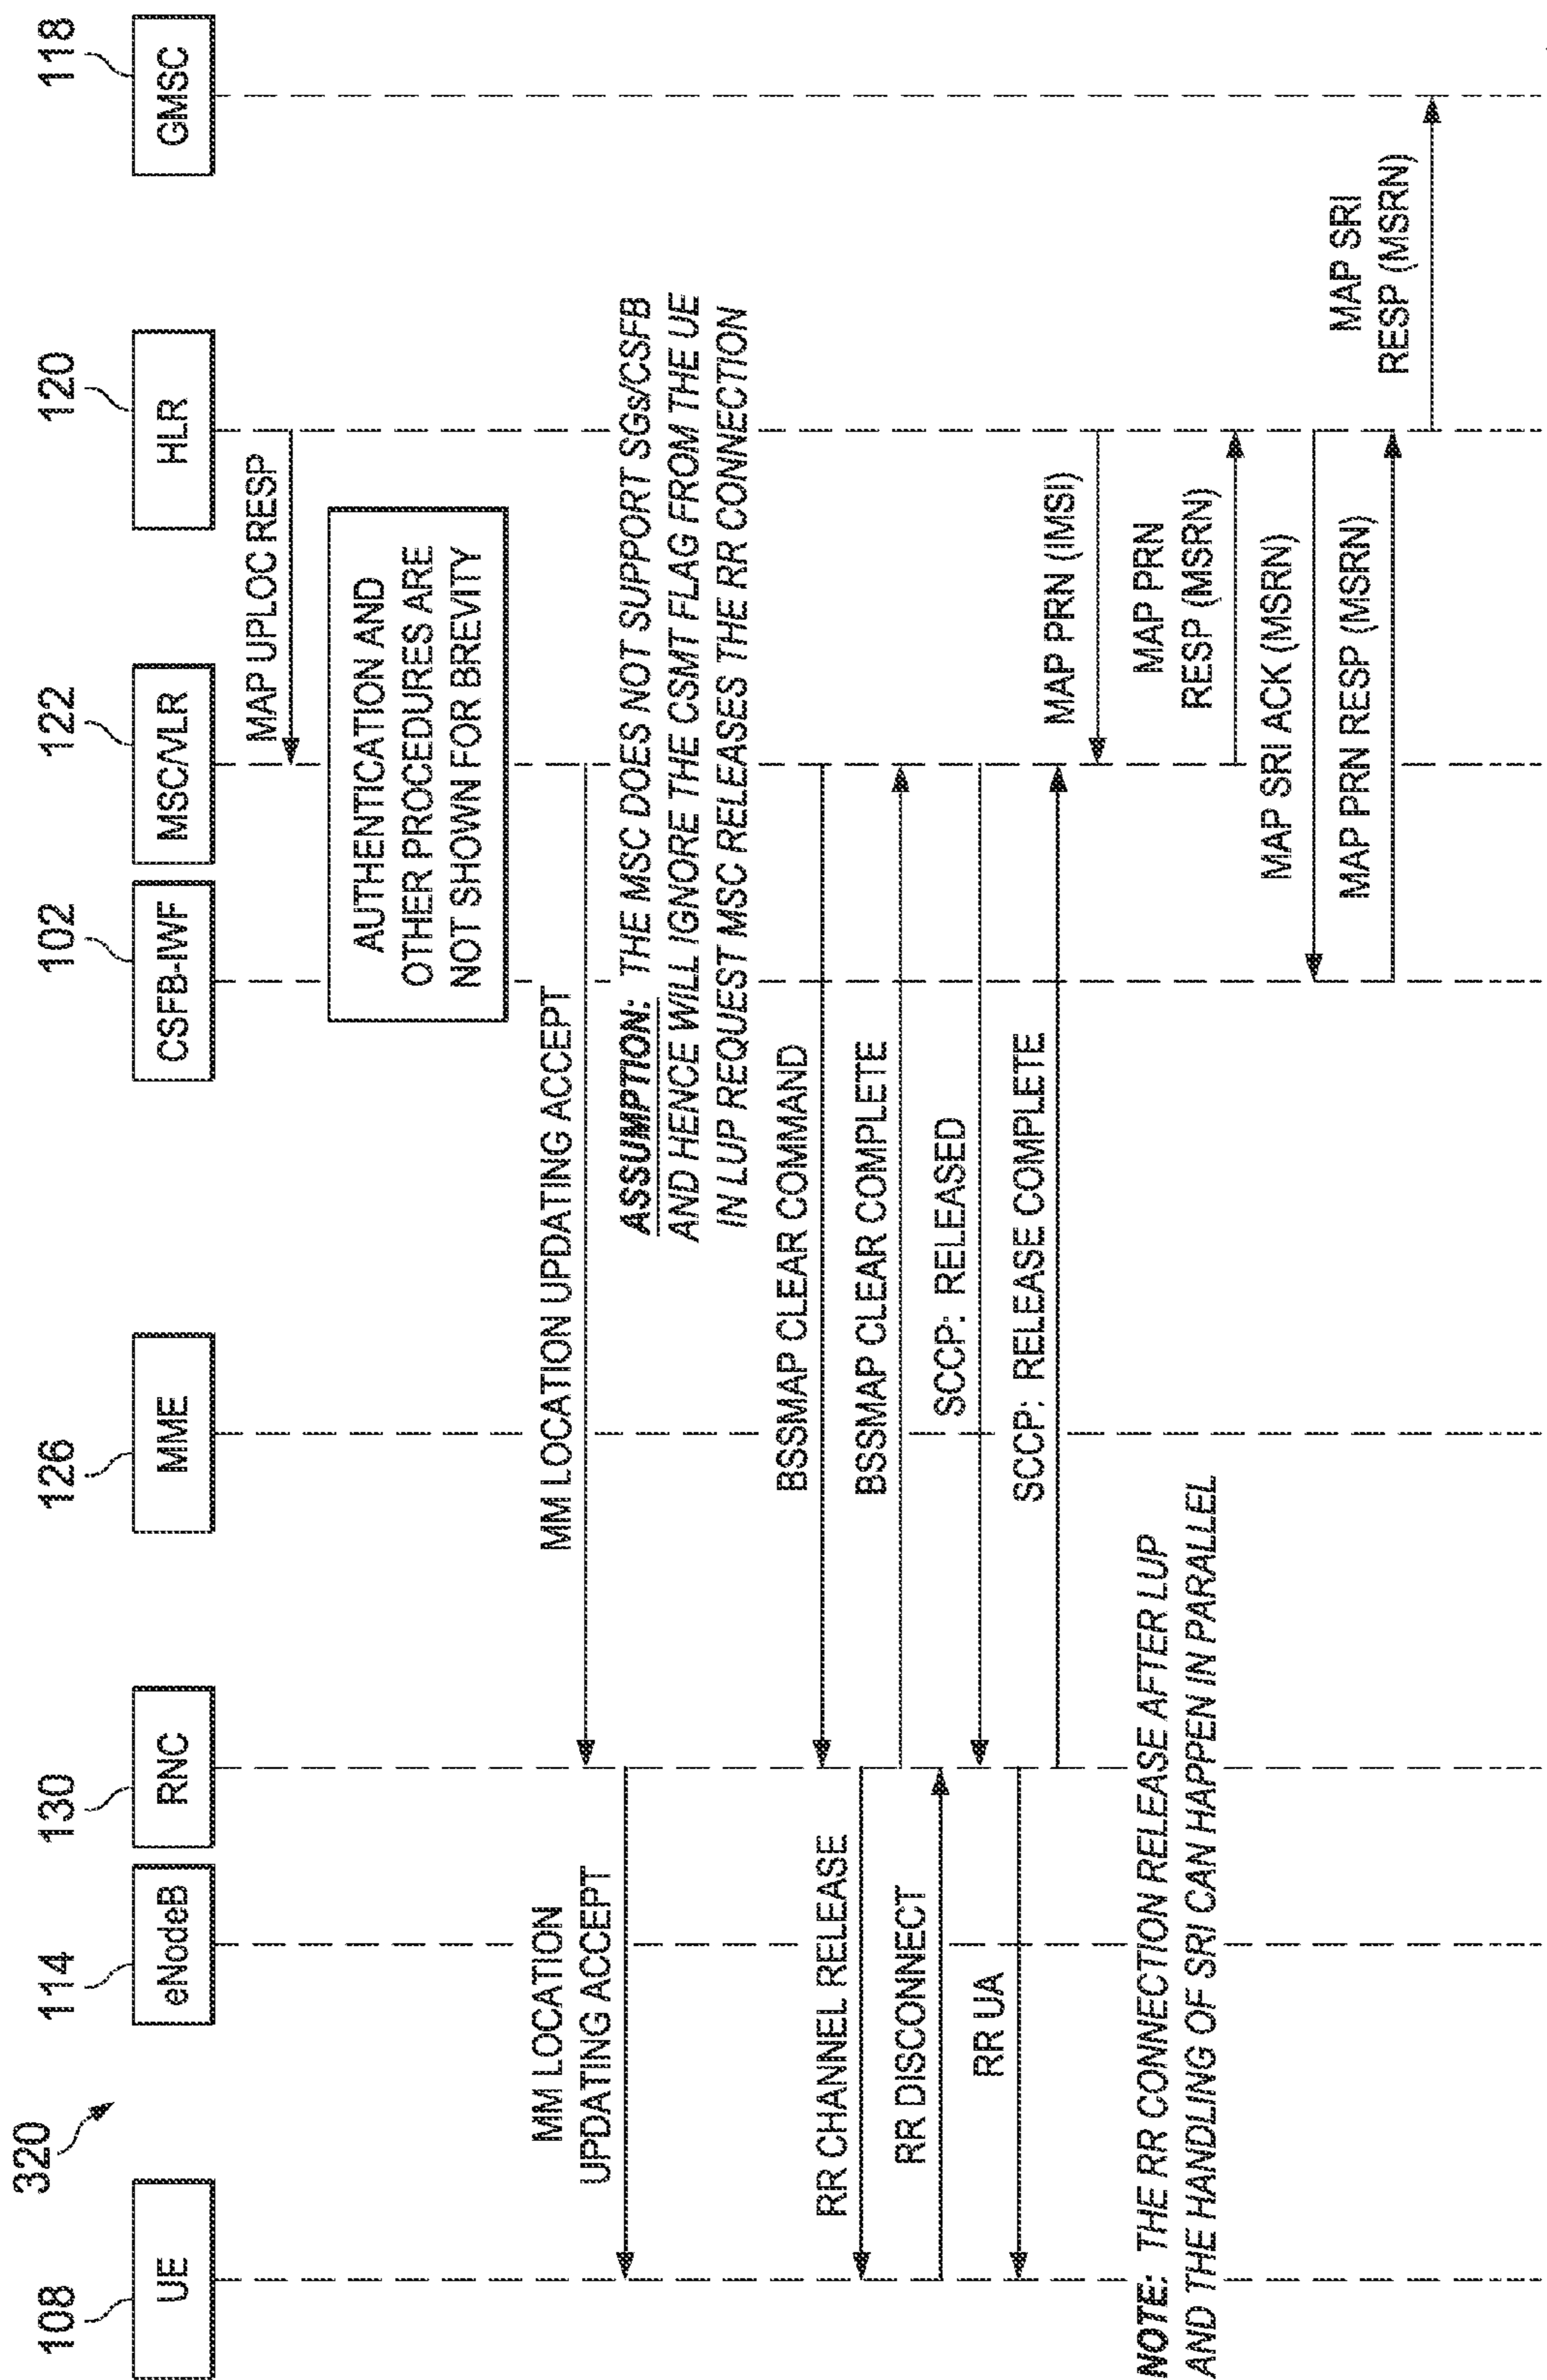 320
108
UE
114
eNodeB
130
RNC
126
MME
102
CSFB-IWF
122
MSC/VLR
120
HLR
118
GMSC
MAP UPLOC RESP
AUTHENTICATION AND
OTHER PROCEDURES ARE
NOT SHOWN FOR BREVITY
MM LOCATION UPDATING ACCEPT
MM LOCATION
UPDATING ACCEPT
ASSUMPTION: THE MSC DOES NOT SUPPORT SGs/CSFB
AND HENCE WILL IGNORE THE CSMT FLAG FROM THE UE
IN LUP REQUEST MSC RELEASES THE RR CONNECTION
BSSMAP CLEAR COMMAND
RR CHANNEL RELEASE
BSSMAP CLEAR COMPLETE
RR DISCONNECT
SCCP: RELEASED
RR UA
SCCP: RELEASE COMPLETE
MAP PRN (IMSI)
NOTE: THE RR CONNECTION RELEASE AFTER LUP
AND THE HANDLING OF SRI CAN HAPPEN IN PARALLEL
MAP PRN
RESP (MSRN)
MAP SRI ACK (MSRN)
MAP PRN RESP (MSRN)
MAP SRI
RESP (MSRN)